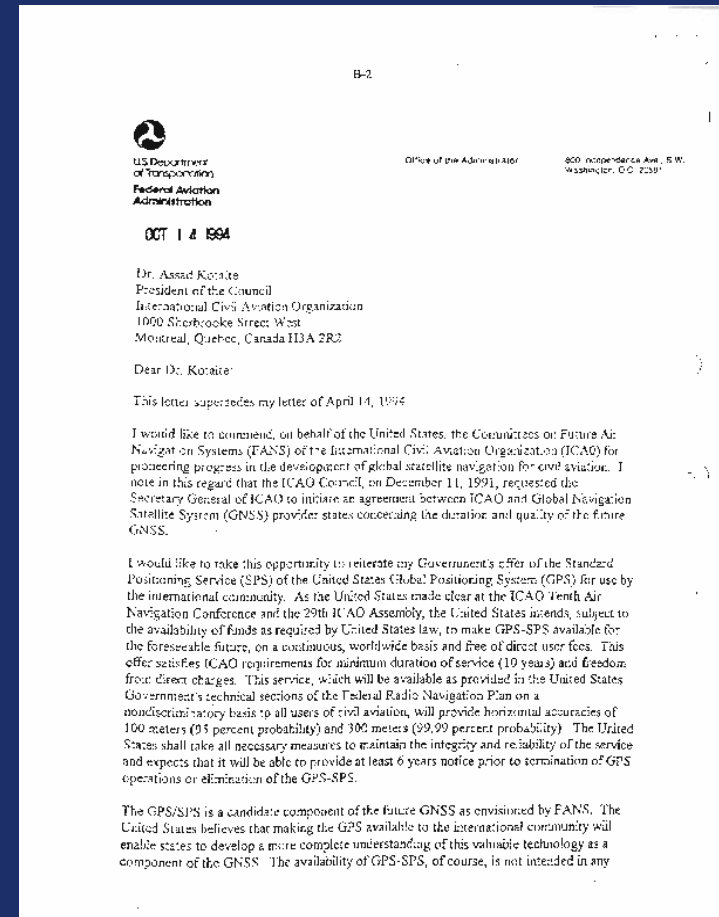 B-2
U.S. Department
of Transportation
Federal Aviation
Administration
Office of the Administrator
800 Independence Ave., S.W.
Washington, D.C. 20591
OCT 14 1994
Dr. Assad Kotaite
President of the Council
International Civil Aviation Organization
1000 Sherbrooke Street West
Montreal, Quebec, Canada H3A 2R2
Dear Dr. Kotaite:
This letter supersedes my letter of April 14, 1994
I would like to commend, on behalf of the United States, the Committees on Future Air
Navigation Systems (FANS) of the International Civil Aviation Organization (ICAO) for
pioneering progress in the development of global statellite navigation for civil aviation. I
note in this regard that the ICAO Council, on December 11, 1991, requested the
Secretary General of ICAO to initiate an agreement between ICAO and Global Navigation
Satellite System (GNSS) provider states concerning the duration and quality of the future
GNSS.
I would like to take this opportunity to reiterate my Government's offer of the Standard
Positioning Service (SPS) of the United States Global Positioning System (GPS) for use by
the international community. As the United States made clear at the ICAO Tenth Air
Navigation Conference and the 29th ICAO Assembly, the United States intends, subject to
the availability of funds as required by United States law, to make GPS-SPS available for
the foreseeable future, on a continuous, worldwide basis and free of direct user fees. This
offer satisfies ICAO requirements for minimum duration of service (10 years) and freedom
from direct charges. This service, which will be available as provided in the United States
Government's technical sections of the Federal Radio Navigation Plan on a
nondiscriminatory basis to all users of civil aviation, will provide horizontal accuracies of
100 meters (95 percent probability) and 300 meters (99.99 percent probability). The United
States shall take all necessary measures to maintain the integrity and reliability of the service
and expects that it will be able to provide at least 6 years notice prior to termination of GPS
operations or elimination of the GPS-SPS.
The GPS/SPS is a candidate component of the future GNSS as envisioned by FANS. The
United States believes that making the GPS available to the international community will
enable states to develop a more complete understanding of this valuable technology as a
component of the GNSS. The availability of GPS-SPS, of course, is not intended in any